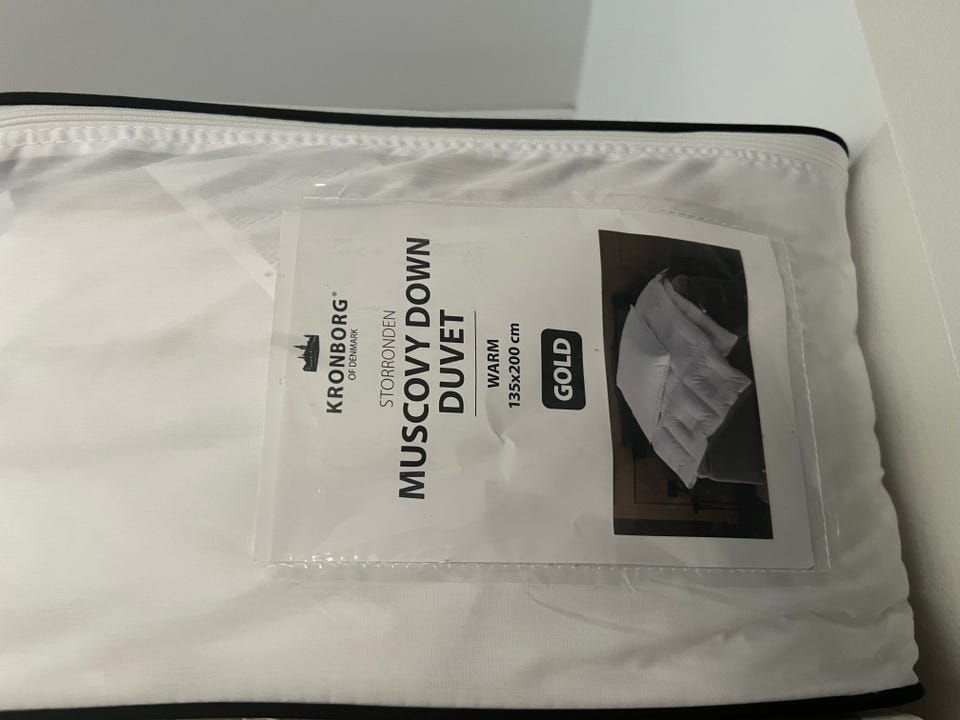 KRONBORG®
OF DENMARK
STORRONDEN
MUSCOVY DOWN
DUVET
WARM
135x200 cm
GOLD